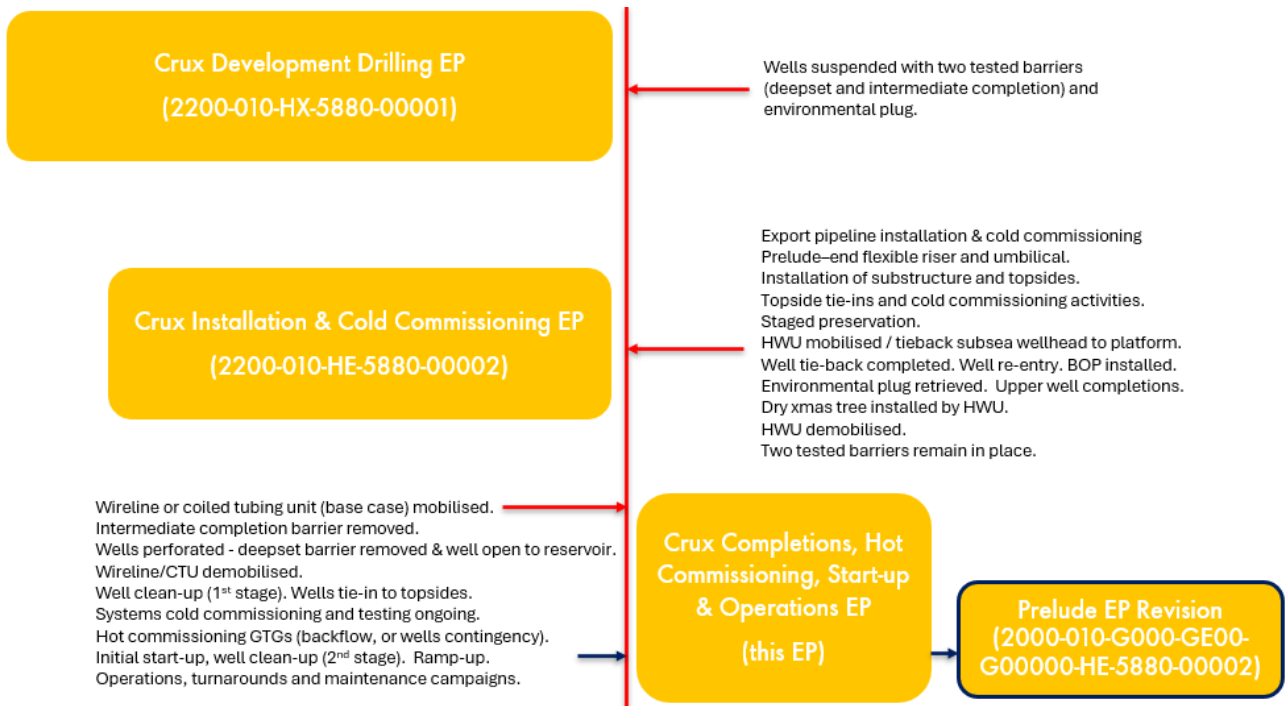 Crux Development Drilling EP
(2200-010-HX-5880-00001)
Wells suspended with two tested barriers
(deepset and intermediate completion) and
environmental plug.
Crux Installation & Cold Commissioning EP
(2200-010-HE-5880-00002)
Export pipeline installation & cold commissioning
Prelude–end flexible riser and umbilical.
Installation of substructure and topsides.
Topside tie-ins and cold commissioning activities.
Staged preservation.
HWU mobilised / tieback subsea wellhead to platform.
Well tie-back completed. Well re-entry. BOP installed.
Environmental plug retrieved. Upper well completions.
Dry xmas tree installed by HWU.
HWU demobilised.
Two tested barriers remain in place.
Wireline or coiled tubing unit (base case) mobilised.
Intermediate completion barrier removed.
Wells perforated - deepset barrier removed & well open to reservoir.
Wireline/CTU demobilised.
Well clean-up (1st stage). Wells tie-in to topsides.
Systems cold commissioning and testing ongoing.
Hot commissioning GTGs (backflow, or wells contingency).
Initial start-up, well clean-up (2nd stage). Ramp-up.
Operations, turnarounds and maintenance campaigns.
Crux Completions, Hot
Commissioning, Start-up
& Operations EP
(this EP)
Prelude EP Revision
(2000-010-G000-GE00-
G00000-HE-5880-00002)